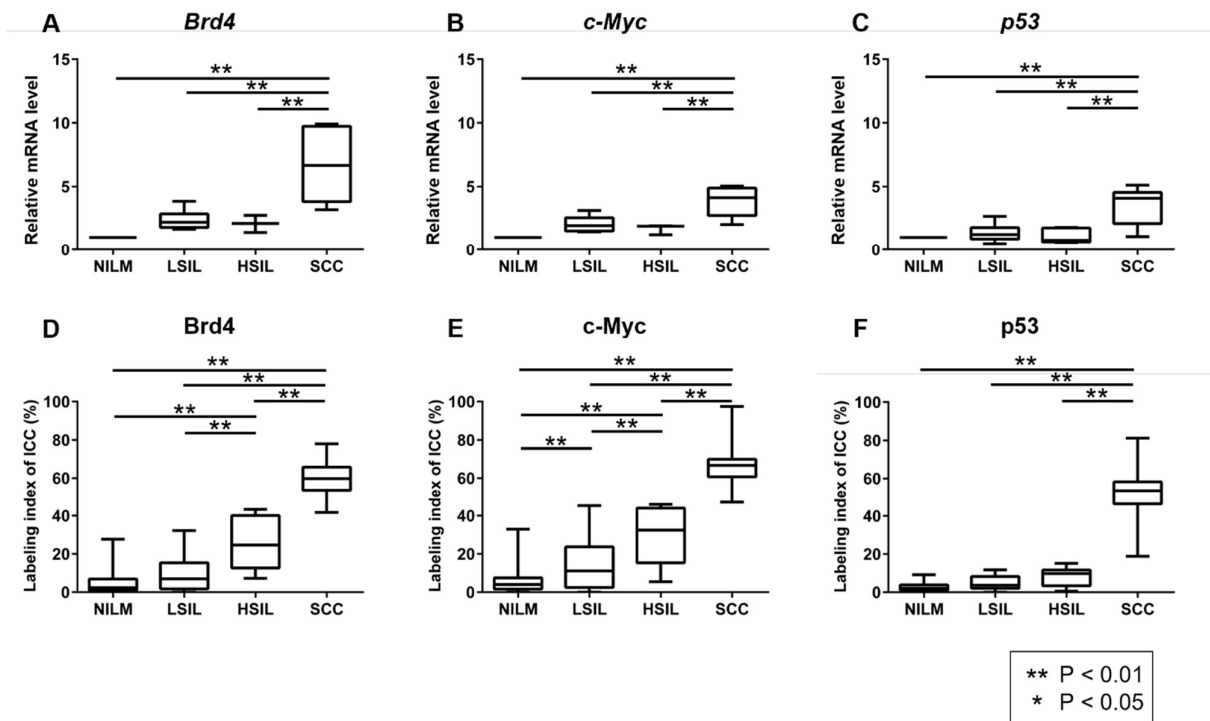 A Brd4
Relative mRNA level
15
**
**
**
10
5
0
NILM LSIL HSIL SCC
B c-Myc
Relative mRNA level
15
**
**
**
10
5
0
NILM LSIL HSIL SCC
C p53
Relative mRNA level
15
**
**
**
10
5
0
NILM LSIL HSIL SCC
D Brd4
Labeling index of ICC (%)
**
**
**
**
**
100
80
60
40
20
0
NILM LSIL HSIL SCC
E c-Myc
Labeling index of ICC (%)
**
**
**
**
**
**
100
80
60
40
20
0
NILM LSIL HSIL SCC
F p53
Labeling index of ICC (%)
**
**
**
100
80
60
40
20
0
NILM LSIL HSIL SCC
** P < 0.01
* P < 0.05